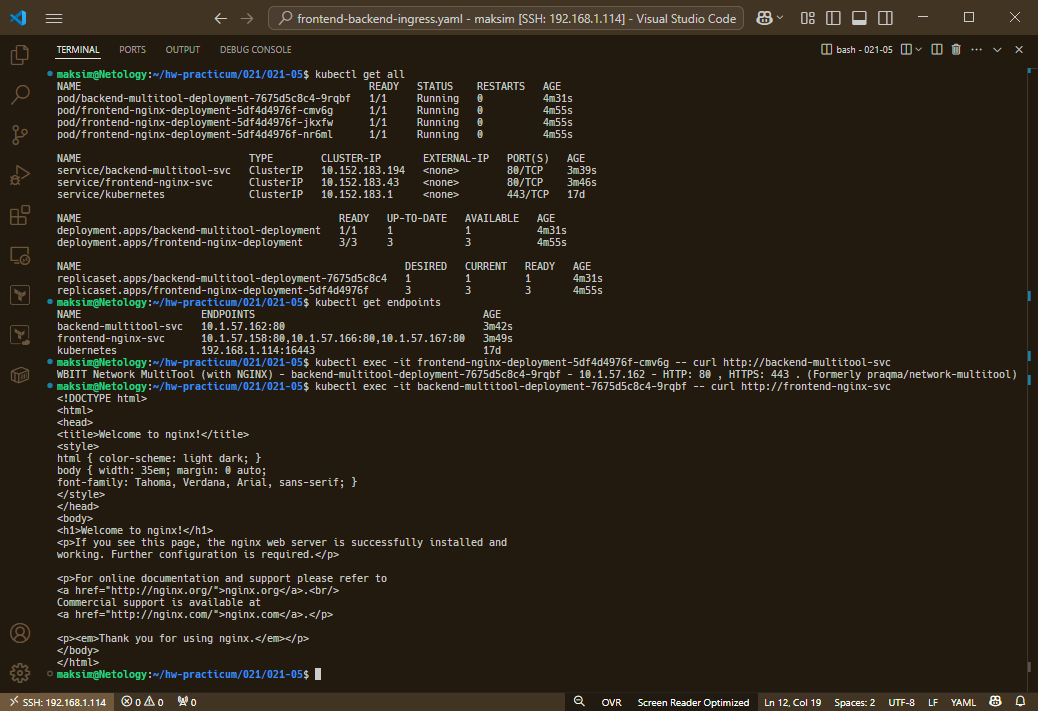 frontend-backend-ingress.yaml - maksim [SSH: 192.168.1.114] - Visual Studio Code
TERMINAL PORTS OUTPUT DEBUG CONSOLE
bash - 021-05
maksim@Netology:~/hw-practicum/021/021-05$ kubectl get all
NAME READY STATUS RESTARTS AGE
pod/backend-multitool-deployment-7675d5c8c4-9rqbf 1/1 Running 0 4m31s
pod/frontend-nginx-deployment-5df4d4976f-cmv6g 1/1 Running 0 4m55s
pod/frontend-nginx-deployment-5df4d4976f-jkxfw 1/1 Running 0 4m55s
pod/frontend-nginx-deployment-5df4d4976f-nr6ml 1/1 Running 0 4m55s
NAME TYPE CLUSTER-IP EXTERNAL-IP PORT(S) AGE
service/backend-multitool-svc ClusterIP 10.152.183.194 <none> 80/TCP 3m39s
service/frontend-nginx-svc ClusterIP 10.152.183.43 <none> 80/TCP 3m46s
service/kubernetes ClusterIP 10.152.183.1 <none> 443/TCP 17d
NAME READY UP-TO-DATE AVAILABLE AGE
deployment.apps/backend-multitool-deployment 1/1 1 1 4m31s
deployment.apps/frontend-nginx-deployment 3/3 3 3 4m55s
NAME DESIRED CURRENT READY AGE
replicaset.apps/backend-multitool-deployment-7675d5c8c4 1 1 1 4m31s
replicaset.apps/frontend-nginx-deployment-5df4d4976f 3 3 3 4m55s
maksim@Netology:~/hw-practicum/021/021-05$ kubectl get endpoints
NAME ENDPOINTS AGE
backend-multitool-svc 10.1.57.162:80 3m42s
frontend-nginx-svc 10.1.57.158:80,10.1.57.166:80,10.1.57.167:80 3m49s
kubernetes 192.168.1.114:16443 17d
maksim@Netology:~/hw-practicum/021/021-05$ kubectl exec -it frontend-nginx-deployment-5df4d4976f-cmv6g -- curl http://backend-multitool-svc
WBITT Network MultiTool (with NGINX) - backend-multitool-deployment-7675d5c8c4-9rqbf - 10.1.57.162 - HTTP: 80 , HTTPS: 443 . (Formerly praqma/network-multitool)
maksim@Netology:~/hw-practicum/021/021-05$ kubectl exec -it backend-multitool-deployment-7675d5c8c4-9rqbf -- curl http://frontend-nginx-svc
<!DOCTYPE html>
<html>
<head>
<title>Welcome to nginx!</title>
<style>
html { color-scheme: light dark; }
body { width: 35em; margin: 0 auto;
font-family: Tahoma, Verdana, Arial, sans-serif; }
</style>
</head>
<body>
<h1>Welcome to nginx!</h1>
<p>If you see this page, the nginx web server is successfully installed and
working. Further configuration is required.</p>
<p>For online documentation and support please refer to
<a href="http://nginx.org/">nginx.org</a>.<br/>
Commercial support is available at
<a href="http://nginx.com/">nginx.com</a>.</p>
<p><em>Thank you for using nginx.</em></p>
</body>
</html>
maksim@Netology:~/hw-practicum/021/021-05$
SSH: 192.168.1.114 0 0 0 OVR Screen Reader Optimized Ln 12, Col 19 Spaces: 2 UTF-8 LF YAML